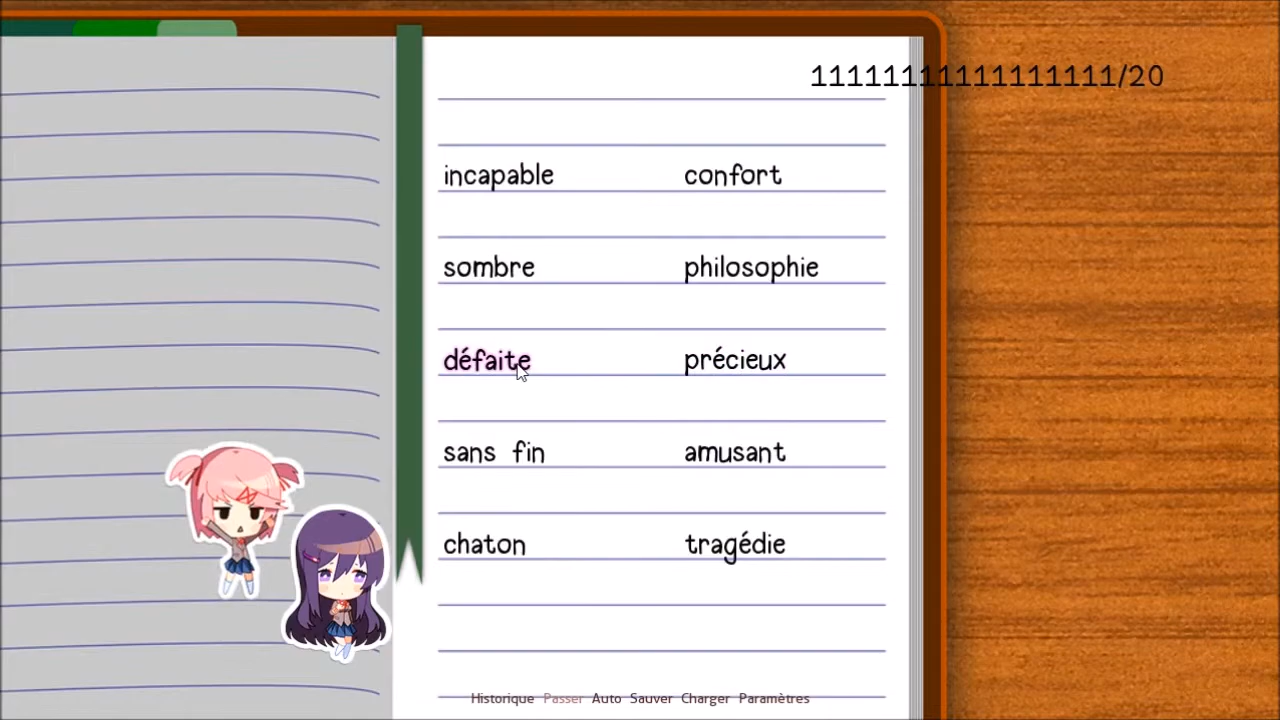 11111111111111111/20
incapable confort
sombre philosophie
défaite précieux
sans fin amusant
chaton tragédie
Historique Passer Auto Sauver Charger Paramètres